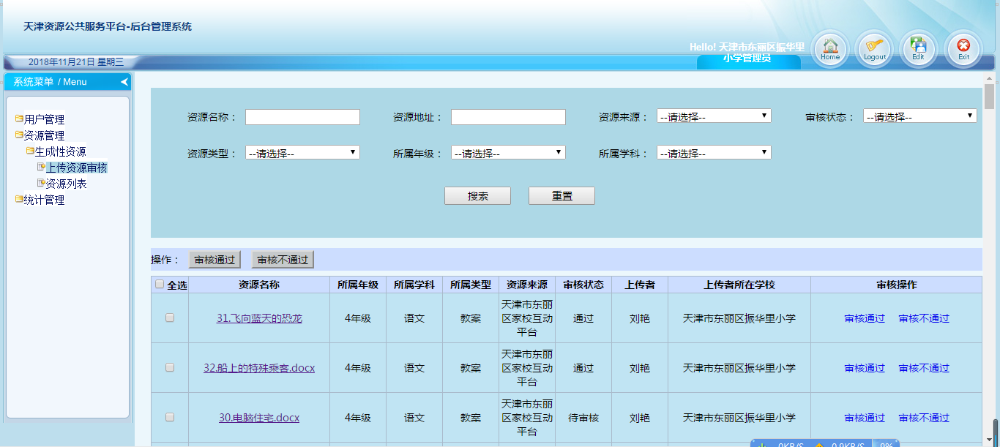 天津资源公共服务平台-后台管理系统
Hello! 天津市东丽区振华里
小学管理员
Home
Logout
Edit
Exit
2018年11月21日 星期三
系统菜单 / Menu
用户管理
资源管理
生成性资源
上传资源审核
资源列表
统计管理
资源名称：
资源地址：
资源来源： --请选择--
审核状态： --请选择--
资源类型： --请选择--
所属年级： --请选择--
所属学科： --请选择--
搜索 重置
操作： 审核通过 审核不通过
全选 资源名称 所属年级 所属学科 所属类型 资源来源 审核状态 上传者 上传者所在学校 审核操作
31.飞向蓝天的恐龙 4年级 语文 教案 天津市东丽
区家校互动
平台 通过 刘艳 天津市东丽区振华里小学 审核通过 审核不通过
32.船上的特殊乘客.docx 4年级 语文 教案 天津市东丽
区家校互动
平台 通过 刘艳 天津市东丽区振华里小学 审核通过 审核不通过
30.电脑住宅.docx 4年级 语文 教案 天津市东丽
区家校互动
平台 待审核 刘艳 天津市东丽区振华里小学 审核通过 审核不通过
0KB/S 0.9KB/S 9%